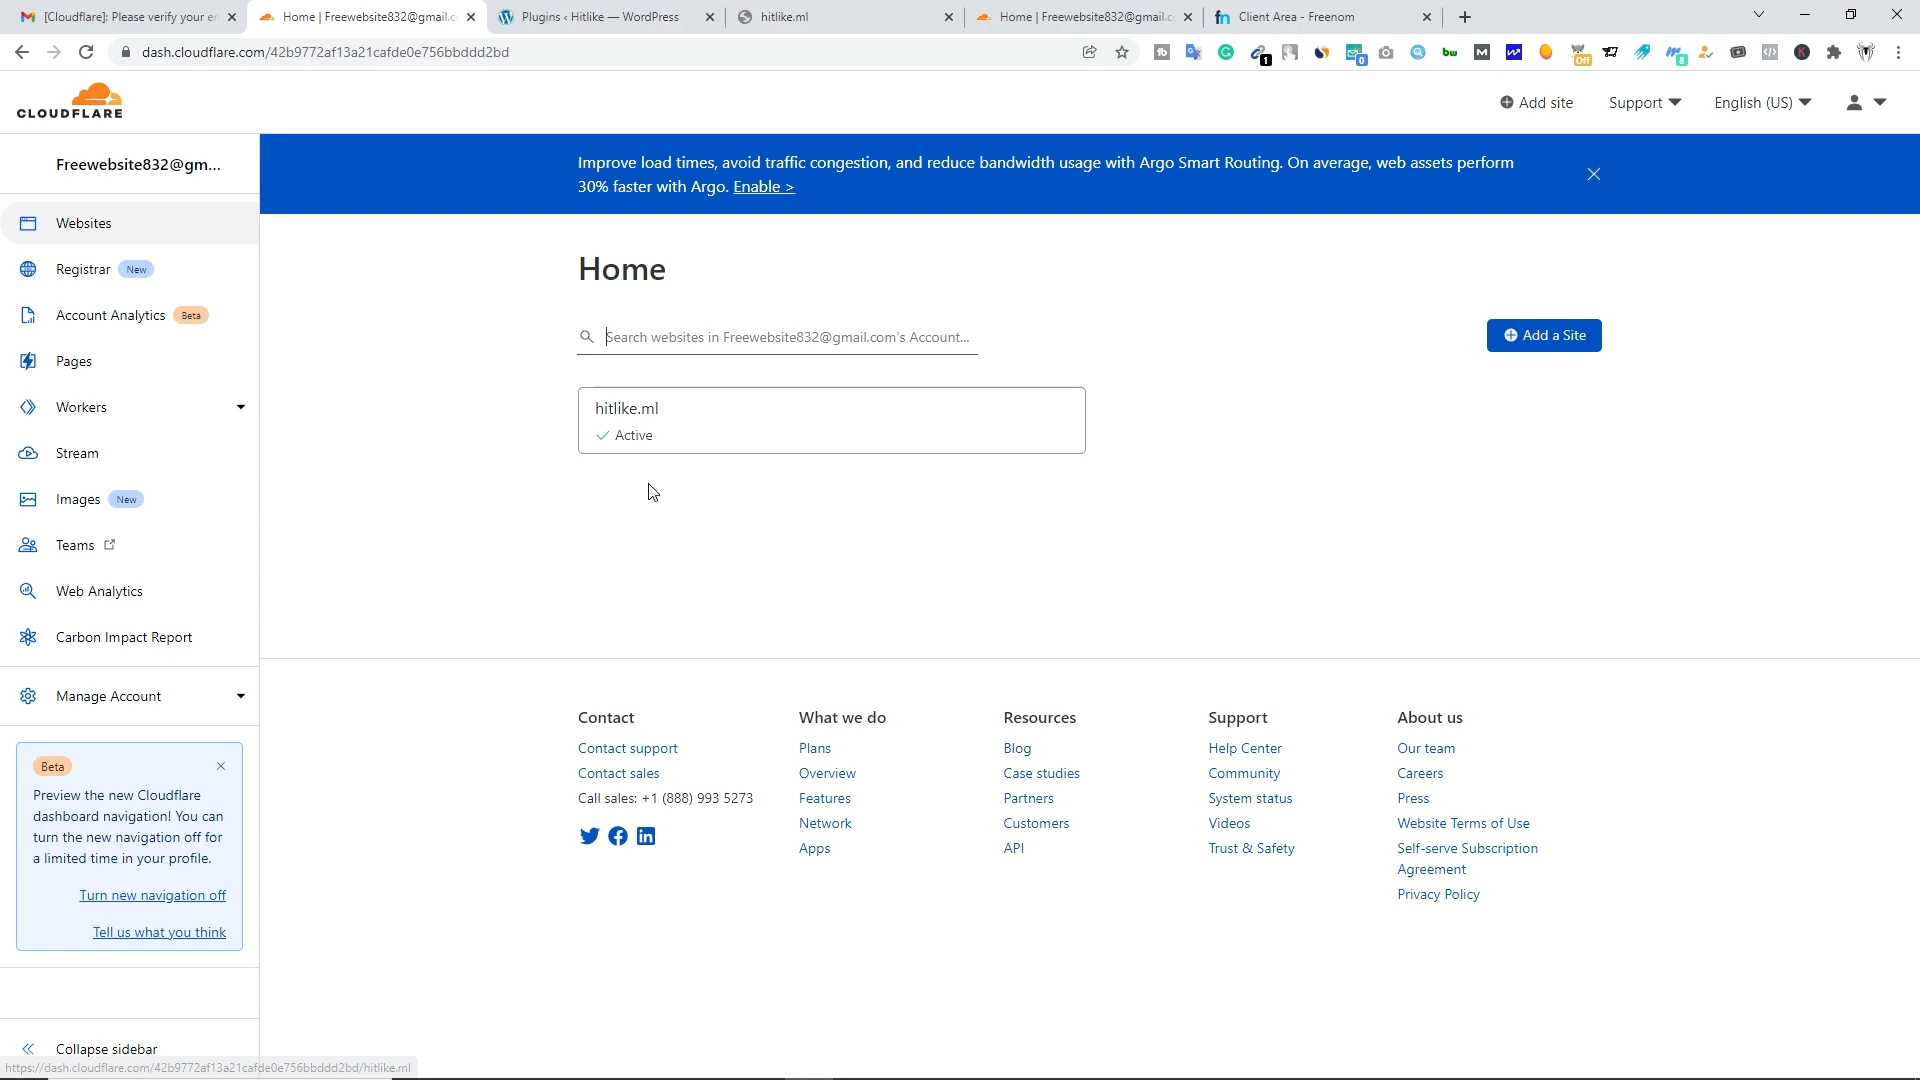 [Cloudflare]: Please verify your em
Home | Freewebsite832@gmail.c
Plugins ‹ Hitlike — WordPress
hitlike.ml
Home | Freewebsite832@gmail.c
Client Area - Freenom
dash.cloudflare.com/42b9772af13a21cafde0e756bbddd2bd
CLOUDFLARE
Add site
Support
English (US)
Freewebsite832@gm...
Improve load times, avoid traffic congestion, and reduce bandwidth usage with Argo Smart Routing. On average, web assets perform
30% faster with Argo. Enable >
Websites
Registrar New
Account Analytics Beta
Pages
Workers
Stream
Images New
Teams
Web Analytics
Carbon Impact Report
Manage Account
Beta
Preview the new Cloudflare
dashboard navigation! You can
turn the new navigation off for
a limited time in your profile.
Turn new navigation off
Tell us what you think
Collapse sidebar
https://dash.cloudflare.com/42b9772af13a21cafde0e756bbddd2bd/hitlike.ml
Home
Search websites in Freewebsite832@gmail.com's Account...
Add a Site
hitlike.ml
Active
Contact
Contact support
Contact sales
Call sales: +1 (888) 993 5273
What we do
Plans
Overview
Features
Network
Apps
Resources
Blog
Case studies
Partners
Customers
API
Support
Help Center
Community
System status
Videos
Trust & Safety
About us
Our team
Careers
Press
Website Terms of Use
Self-serve Subscription
Agreement
Privacy Policy